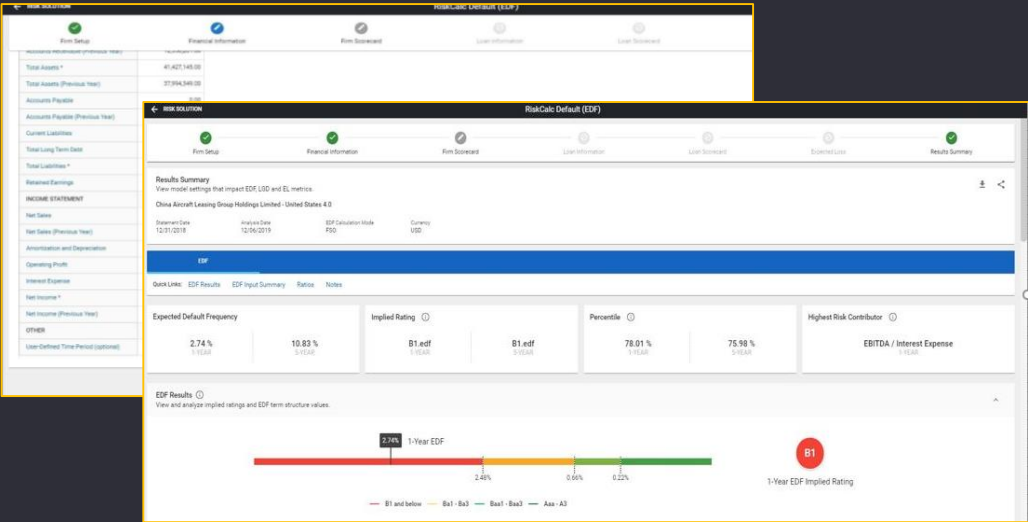 RISK SOLUTION
RiskCalc Default (EDF)
Firm Setup
Financial Information
Firm Scorecard
Loan Information
Loan Scorecard
Accounts Receivable (Previous Year)
Total Assets *
41,427,145.00
Total Assets (Previous Year)
37,994,349.00
Accounts Payable
0.00
Accounts Payable (Previous Year)
Current Liabilities
Total Long Term Debt
Total Liabilities *
Retained Earnings
INCOME STATEMENT
Net Sales
Net Sales (Previous Year)
Amortization and Depreciation
Operating Profit
Interest Expense
Net Income *
Net Income (Previous Year)
OTHER
User-Defined Time Period (optional)
RISK SOLUTION
RiskCalc Default (EDF)
Firm Setup
Financial Information
Firm Scorecard
Loan Information
Loan Scorecard
Expected Loss
Results Summary
Results Summary
View model settings that impact EDF, LGD and EL metrics.
China Aircraft Leasing Group Holdings Limited - United States 4.0
Statement Date
Analysis Date
EDF Calculation Mode
Currency
12/31/2018
12/06/2019
FSO
USD
EDF
Quick Links: EDF Results EDF Input Summary Ratios Notes
Expected Default Frequency
Implied Rating
Percentile
Highest Risk Contributor
2.74 %
10.83 %
B1.edf
B1.edf
78.01 %
75.98 %
EBITDA / Interest Expense
1-YEAR
5-YEAR
1-YEAR
5-YEAR
1-YEAR
5-YEAR
1-YEAR
EDF Results
View and analyze implied ratings and EDF term structure values.
2.74% 1-Year EDF
B1
2.48%
0.66%
0.22%
1-Year EDF Implied Rating
B1 and below
Ba1 - Ba3
Baa1 - Baa3
Aaa - A3